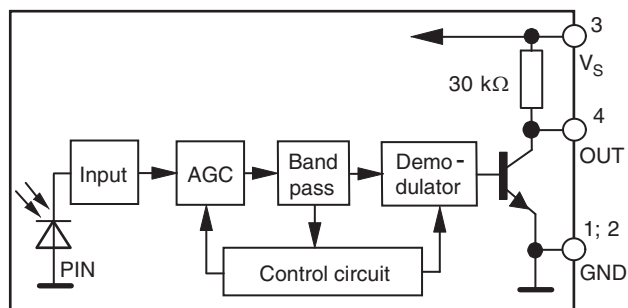 3
VS
30 kΩ
4
OUT
Input
AGC
Band
pass
Demo-
dulator
1; 2
GND
PIN
Control circuit